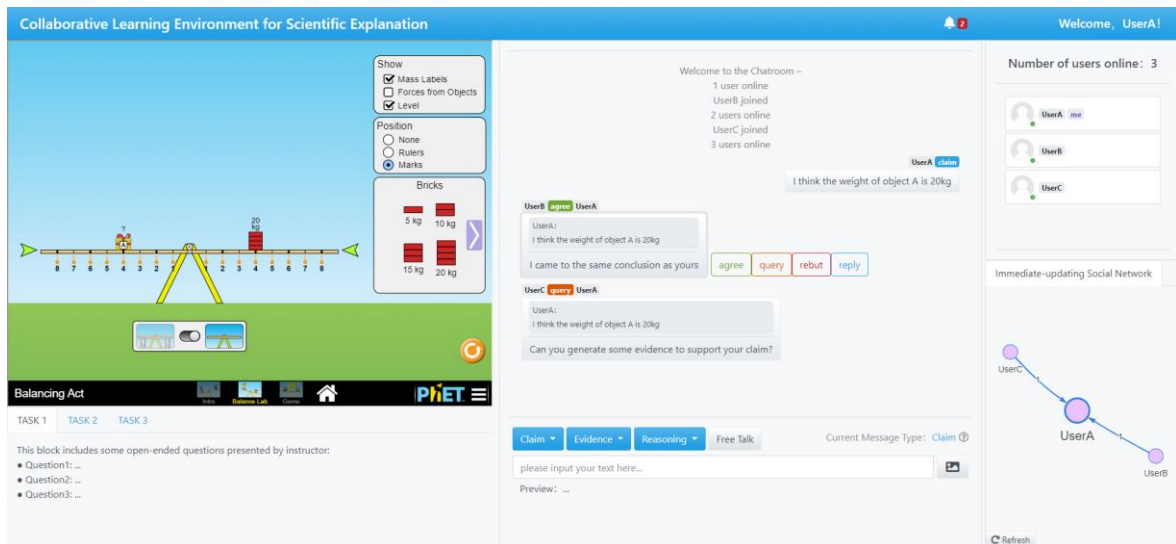 Collaborative Learning Environment for Scientific Explanation
2
Welcome, UserA!
Show
Mass Labels
Forces from Objects
Level
Position
None
Rulers
Marks
Bricks
5 kg
10 kg
15 kg
20 kg
?
A
20
kg
8 7 6 5 4 3 2 1 1 2 3 4 5 6 7 8
Balancing Act
Intro
Balance Lab
Game
PhET
TASK 1
TASK 2
TASK 3
This block includes some open-ended questions presented by instructor:
● Question1: ...
● Question2: ...
● Question3: ...
Welcome to the Chatroom –
1 user online
UserB joined
2 users online
UserC joined
3 users online
UserA claim
I think the weight of object A is 20kg
UserB agree UserA
UserA:
I think the weight of object A is 20kg
I came to the same conclusion as yours
agree
query
rebut
reply
UserC query UserA
UserA:
I think the weight of object A is 20kg
Can you generate some evidence to support your claim?
Claim
Evidence
Reasoning
Free Talk
Current Message Type: Claim
please input your text here...
Preview: ...
Number of users online: 3
UserA me
UserB
UserC
Immediate-updating Social Network
UserC
1
UserA
1
UserB
Refresh